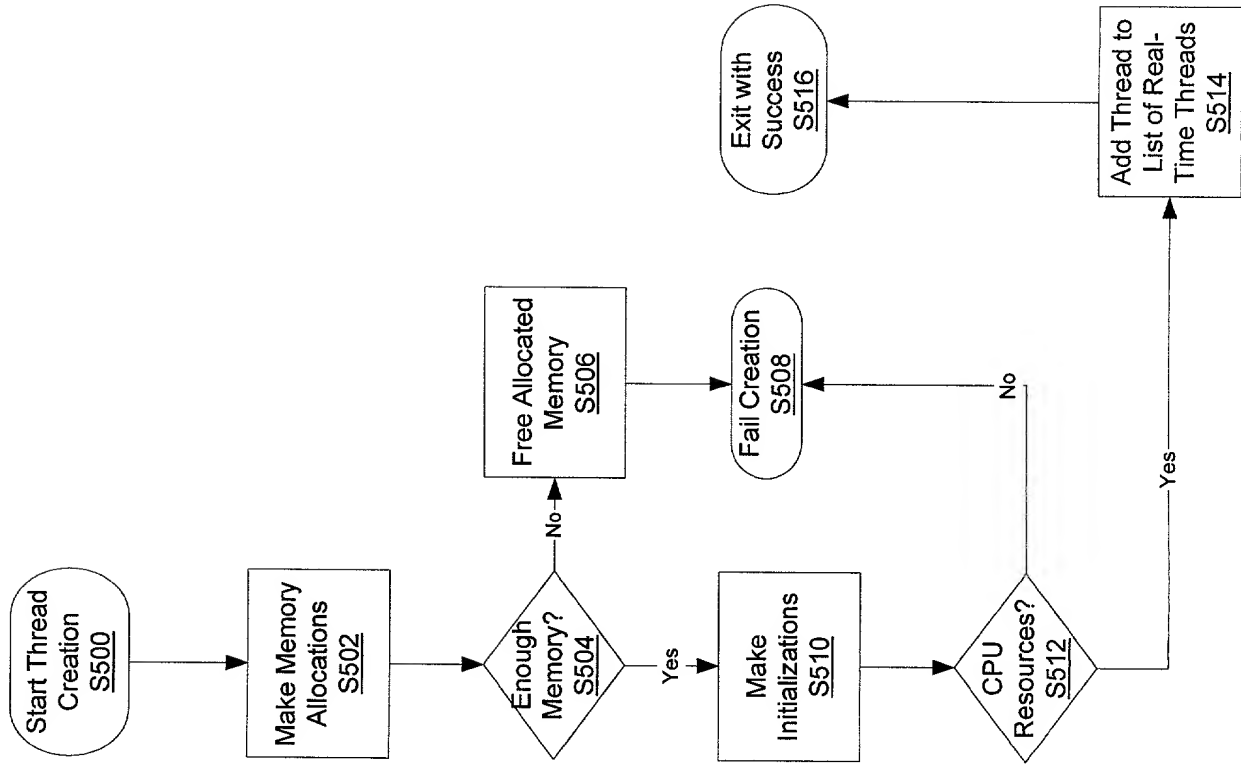 Start Thread
Creation
S500
Make Memory
Allocations
S502
Enough
Memory?
S504
No
Free Allocated
Memory
S506
Fail Creation
S508
Yes
Make
Initializations
S510
CPU
Resources?
S512
No
Yes
Add Thread to
List of Real-
Time Threads
S514
Exit with
Success
S516